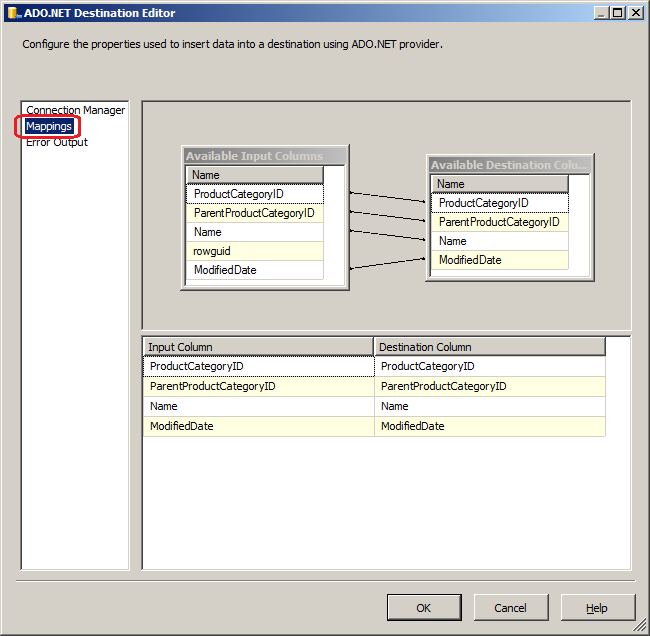 ADO.NET Destination Editor
Configure the properties used to insert data into a destination using ADO.NET provider.
Connection Manager
Mappings
Error Output
Available Input Columns
Name
ProductCategoryID
ParentProductCategoryID
Name
rowguid
ModifiedDate
Available Destination Colu...
Name
ProductCategoryID
ParentProductCategoryID
Name
ModifiedDate
Input Column Destination Column
ProductCategoryID ProductCategoryID
ParentProductCategoryID ParentProductCategoryID
Name Name
ModifiedDate ModifiedDate
OK Cancel Help